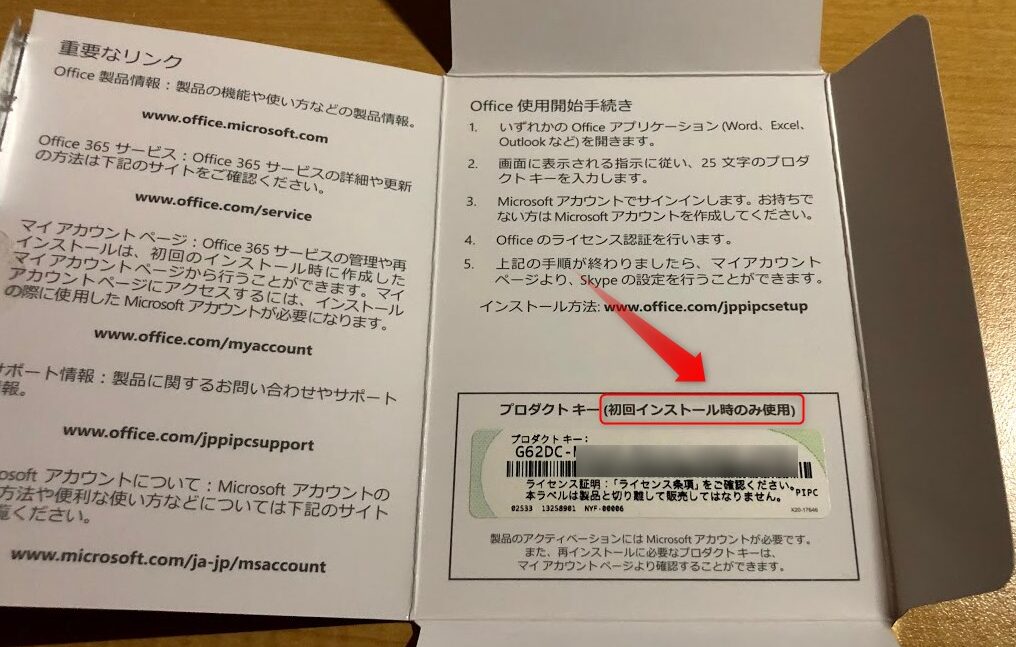 重要なリンク
Office 製品情報：製品の機能や使い方などの製品情報。
www.office.microsoft.com
Office 365 サービス：Office 365 サービスの詳細や更新
の方法は下記のサイトをご確認ください。
www.office.com/service
マイ アカウント ページ：Office 365 サービスの管理や再
インストールは、初回のインストール時に作成した
マイ アカウント ページから行うことができます。マイ
アカウント ページにアクセスするには、インストール
の際に使用した Microsoft アカウントが必要になります。
www.office.com/myaccount
サポート情報：製品に関するお問い合わせやサポート
情報。
www.office.com/jppipcsupport
osoft アカウントについて：Microsoft アカウントの
方法や便利な使い方などについては下記のサイト
覧ください。
www.microsoft.com/ja-jp/msaccount
Office 使用開始手続き
1. いずれかの Office アプリケーション (Word、Excel、
Outlook など) を開きます。
2. 画面に表示される指示に従い、25 文字のプロダ
クト キーを入力します。
3. Microsoft アカウントでサインインします。お持ちで
ない方は Microsoft アカウントを作成してください。
4. Office のライセンス認証を行います。
5. 上記の手順が終わりましたら、マイ アカウント
ページより、Skype の設定を行うことができます。
インストール方法: www.office.com/jppipcsetup
プロダクト キー (初回インストール時のみ使用)
プロダクト キー：
G62DC-
ライセンス証明：「ライセンス条項」をご確認ください。
本ラベルは製品と切り離して販売してはなりません。 PIPC
02533 13258901 NYF-00006 X20-17646
製品のアクティベーションには Microsoft アカウントが必要です。
また、再インストールに必要なプロダクト キーは、
マイ アカウント ページより確認することができます。